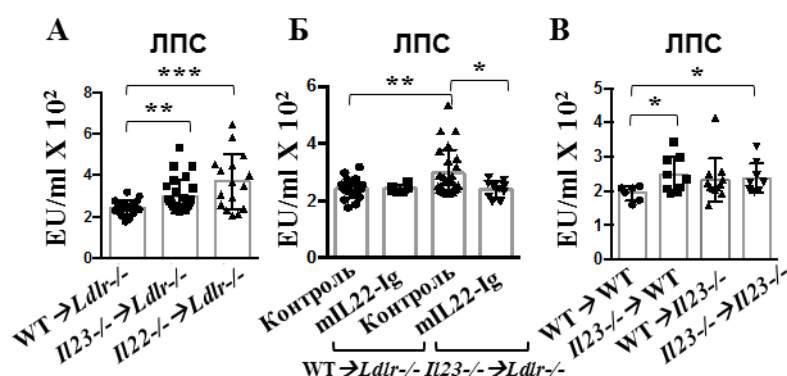 А
ЛПС
EU/ml X 10²
8
6
4
2
0
***
**
WT→Ldlr-/-
Il23-/-→Ldlr-/-
Il22-/-→Ldlr-/-
Б
ЛПС
EU/ml X 10²
6
4
2
0
**
*
Контроль
mIL22-Ig
Контроль
mIL22-Ig
WT→Ldlr-/- Il23-/-→Ldlr-/-
В
ЛПС
EU/ml X 10²
5
4
3
2
1
0
*
*
WT→WT
Il23-/-→WT
WT→Il23-/-
Il23-/-→Il23-/-